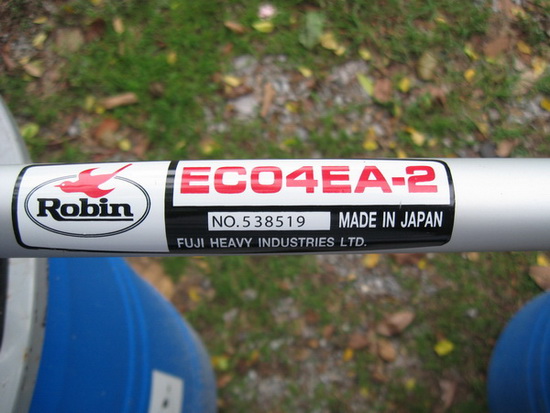 Robin
EC04EA-2
NO.538519 MADE IN JAPAN
FUJI HEAVY INDUSTRIES LTD.